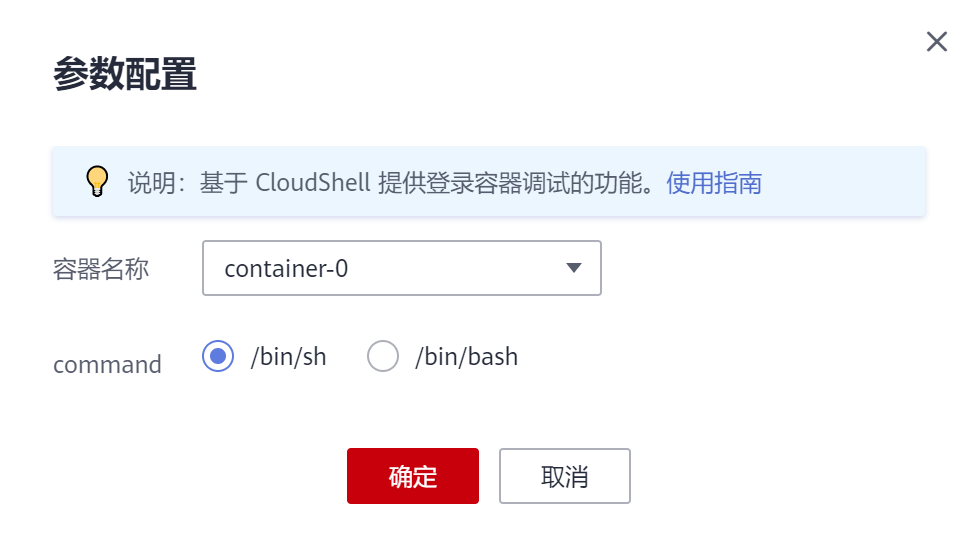 参数配置
说明：基于 CloudShell 提供登录容器调试的功能。使用指南
容器名称 container-0
command /bin/sh /bin/bash
确定 取消